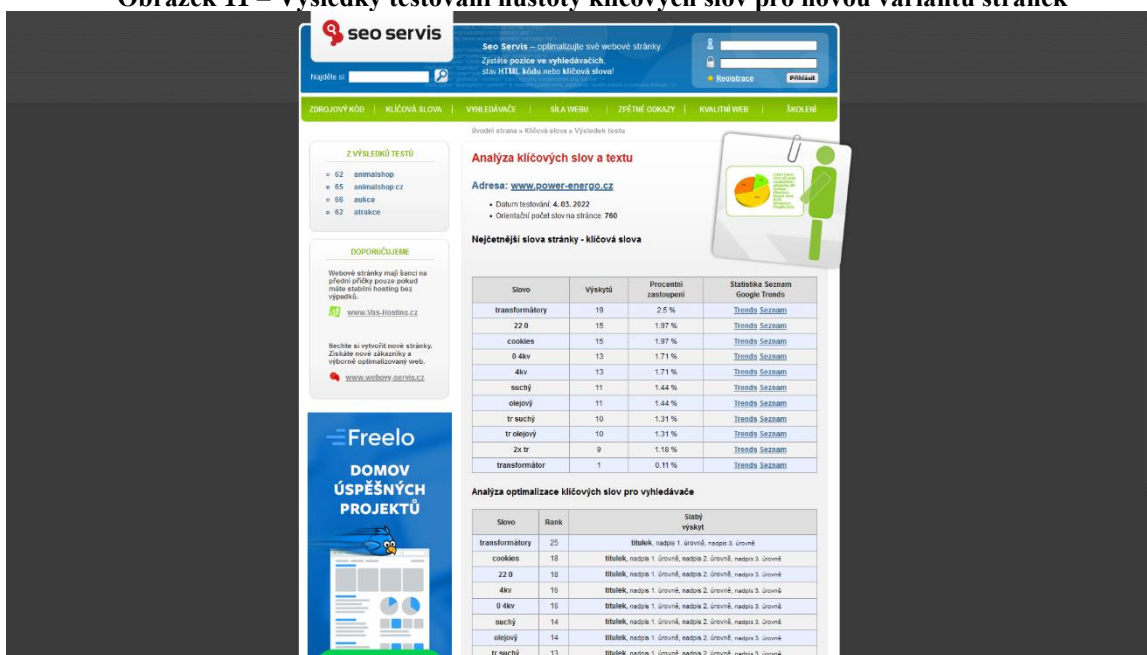 Obrázek 11 – Výsledky testování hustoty klíčových slov pro novou variantu stránek
seo servis
Najděte si:
Seo Servis – optimalizujte své webové stránky.
Zjistěte pozice ve vyhledávačích,
stav HTML kódu nebo klíčová slova!
Registrace
Přihlásit
ZDROJOVÝ KÓD | KLÍČOVÁ SLOVA | VYHLEDÁVAČE | SÍLA WEBU | ZPĚTNÉ ODKAZY | KVALITNÍ WEB | ŠKOLENÍ
Úvodní strana » Klíčová slova » Výsledek testu
Z VÝSLEDKŮ TESTŮ
62 animalshop
65 animalshop cz
66 aukce
62 atrakce
DOPORUČUJEME
Webové stránky mají šanci na
přední příčky pouze pokud
máte stabilní hosting bez
výpadků.
www.Vas-Hosting.cz
Nechte si vytvořit nové stránky.
Získáte nové zákazníky a
výborně optimalizovaný web.
www.webovy-servis.cz
Freelo
DOMOV
ÚSPĚŠNÝCH
PROJEKTŮ
Analýza klíčových slov a textu
Adresa: www.power-energo.cz
• Datum testování: 4. 03. 2022
• Orientační počet slov na stránce: 760
Nejčetnější slova stránky - klíčová slova
Slovo Výskytů Procentní zastoupení Statistika Seznam Google Trends
transformátory 19 2.5 % Trends Seznam
22 0 15 1.97 % Trends Seznam
cookies 15 1.97 % Trends Seznam
0 4kv 13 1.71 % Trends Seznam
4kv 13 1.71 % Trends Seznam
suchý 11 1.44 % Trends Seznam
olejový 11 1.44 % Trends Seznam
tr suchý 10 1.31 % Trends Seznam
tr olejový 10 1.31 % Trends Seznam
2x tr 9 1.18 % Trends Seznam
transformátor 1 0.11 % Trends Seznam
Analýza optimalizace klíčových slov pro vyhledávače
Slovo Rank Slabý výskyt
transformátory 25 titulek, nadpis 1. úrovně, nadpis 3. úrovně
cookies 18 titulek, nadpis 1. úrovně, nadpis 2. úrovně, nadpis 3. úrovně
22 0 18 titulek, nadpis 1. úrovně, nadpis 2. úrovně, nadpis 3. úrovně
4kv 16 titulek, nadpis 1. úrovně, nadpis 2. úrovně, nadpis 3. úrovně
0 4kv 16 titulek, nadpis 1. úrovně, nadpis 2. úrovně, nadpis 3. úrovně
suchý 14 titulek, nadpis 1. úrovně, nadpis 2. úrovně, nadpis 3. úrovně
olejový 14 titulek, nadpis 1. úrovně, nadpis 2. úrovně, nadpis 3. úrovně
tr suchý 13 titulek, nadpis 1. úrovně, nadpis 2. úrovně, nadpis 3. úrovně